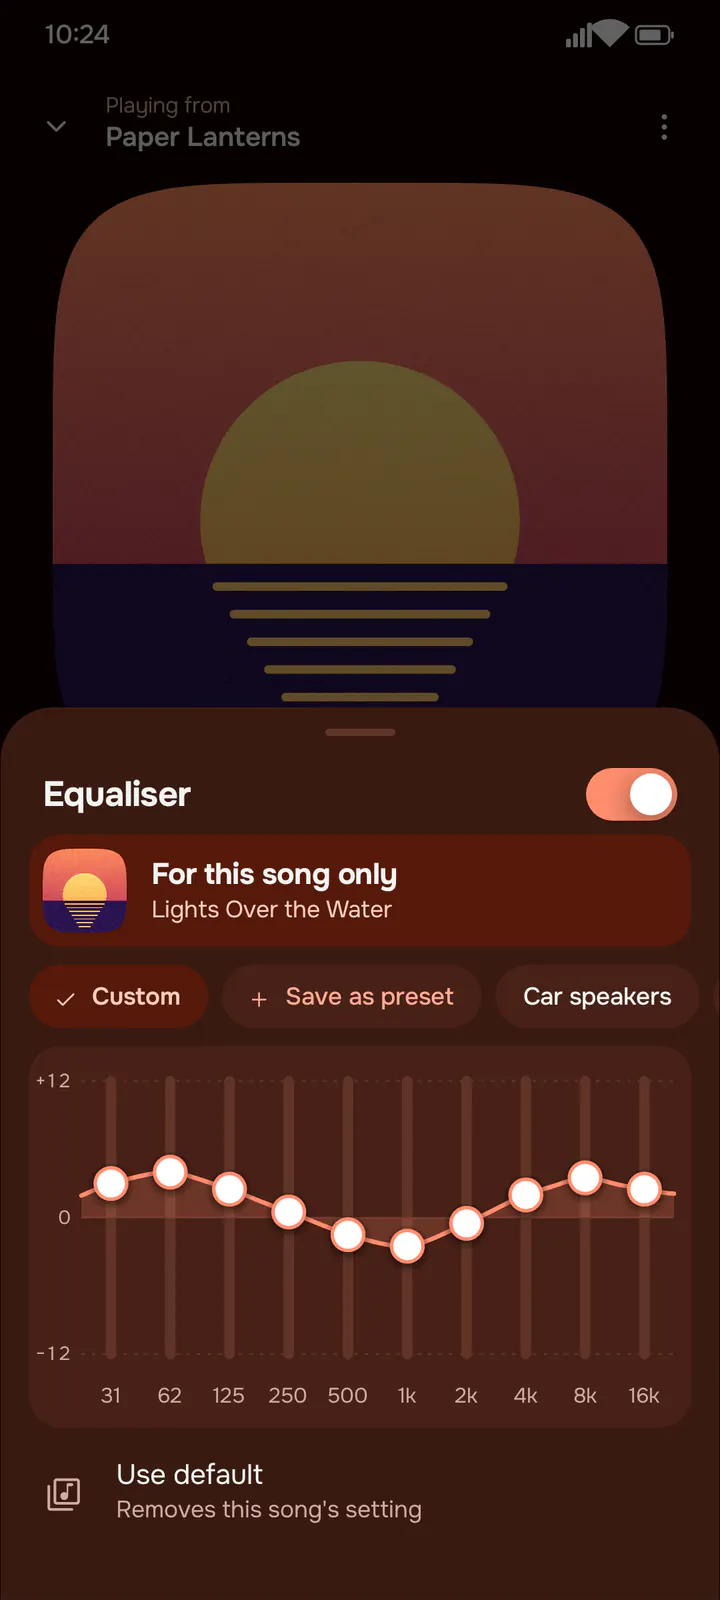 10:24
Playing from
Paper Lanterns
Equaliser
For this song only
Lights Over the Water
Custom
+ Save as preset
Car speakers
+12
0
-12
31 62 125 250 500 1k 2k 4k 8k 16k
Use default
Removes this song's setting